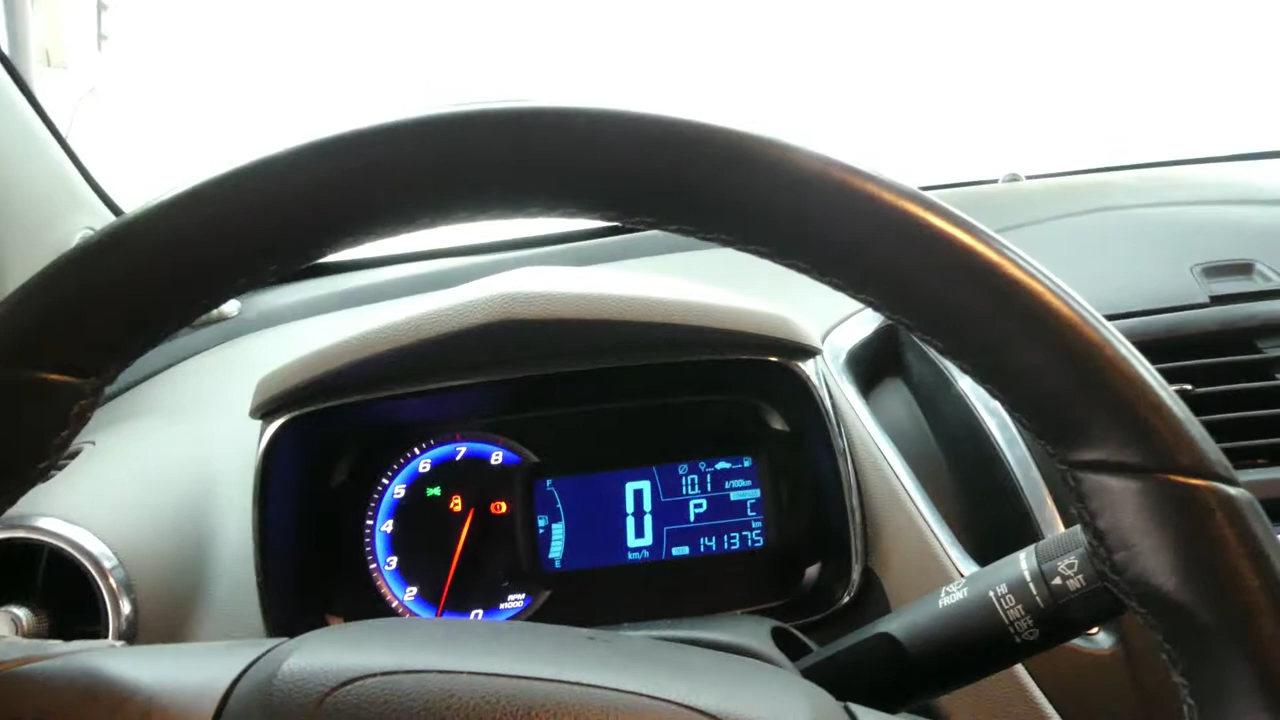 8
7
6
5
4
3
2
0
RPM
X1000
F
E
0
km/h
10.1 ℓ/100km
P C
km
141375
FRONT
HI
LO
INT
OFF
INT